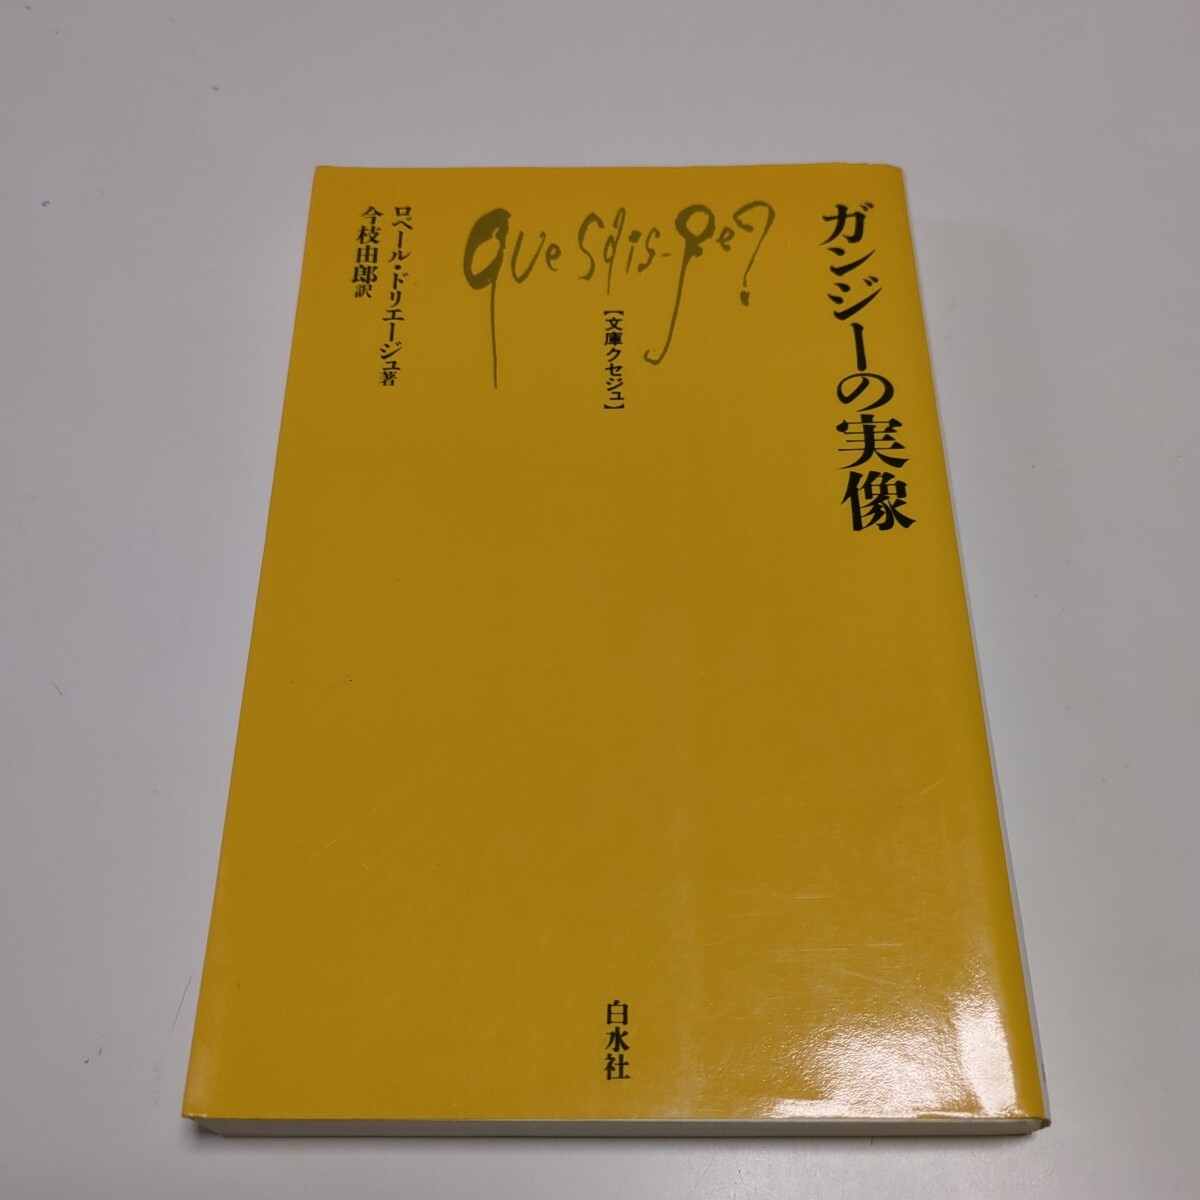 ガンジーの実像
Que sais-je?
【文庫クセジュ】
ロベール・ドリエージュ著
今枝由郎訳
白水社